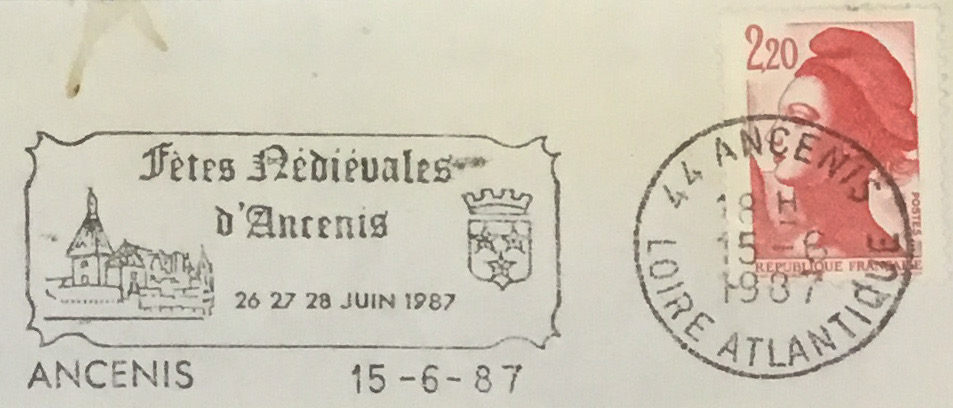 Fêtes Médiévales
d'Ancenis
26 27 28 JUIN 1987
ANCENIS
15-6-87
2,20
POSTES
REPUBLIQUE FRANÇAISE
44 ANCENIS
18 H
15-6
1987
LOIRE ATLANTIQUE